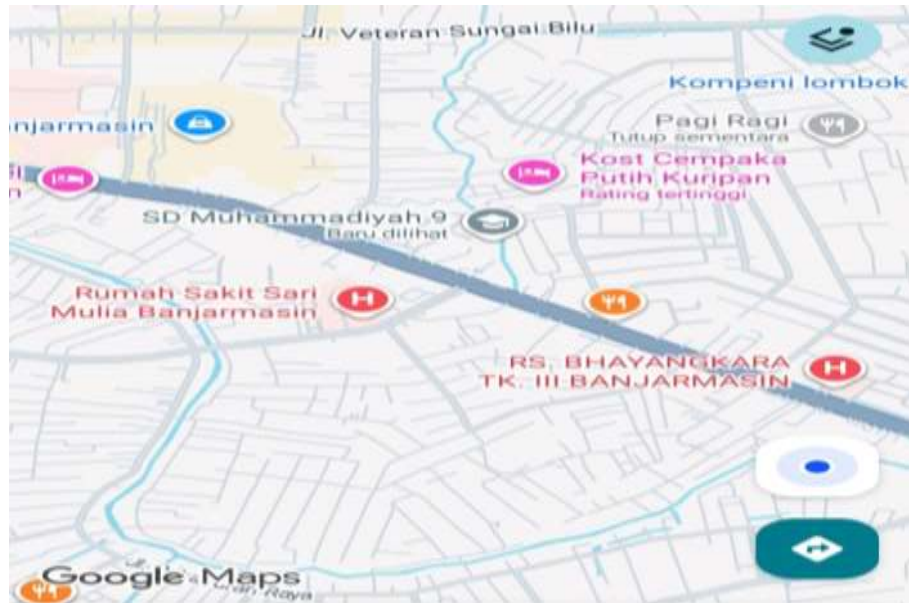 Jl. Veteran Sungai Bilu
Kompeni lombok
njarmasin
Pagi Ragi
Tutup sementara
Kost Cempaka
Putih Kuripan
Rating tertinggi
SD Muhammadiyah 9
Baru dilihat
Rumah Sakit Sari
Mulia Banjarmasin
RS. BHAYANGKARA
TK. III BANJARMASIN
Google Maps
Raya